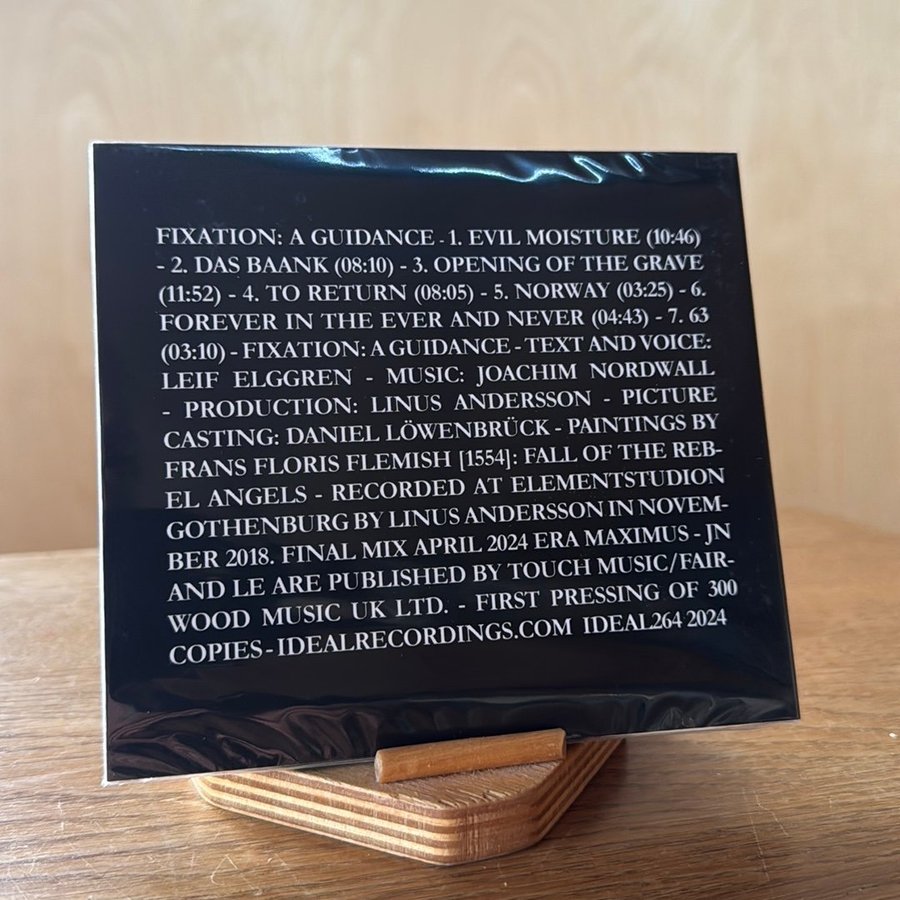 FIXATION: A GUIDANCE - 1. EVIL MOISTURE (10:46)
- 2. DAS BAANK (08:10) - 3. OPENING OF THE GRAVE
(11:52) - 4. TO RETURN (08:05) - 5. NORWAY (03:25) - 6.
FOREVER IN THE EVER AND NEVER (04:43) - 7. 63
(03:10) - FIXATION: A GUIDANCE - TEXT AND VOICE:
LEIF ELGGREN - MUSIC: JOACHIM NORDWALL
- PRODUCTION: LINUS ANDERSSON - PICTURE
CASTING: DANIEL LÖWENBRÜCK - PAINTINGS BY
FRANS FLORIS FLEMISH [1554]: FALL OF THE REB-
EL ANGELS - RECORDED AT ELEMENTSTUDION
GOTHENBURG BY LINUS ANDERSSON IN NOVEM-
BER 2018. FINAL MIX APRIL 2024 ERA MAXIMUS - JN
AND LE ARE PUBLISHED BY TOUCH MUSIC/FAIR-
WOOD MUSIC UK LTD. - FIRST PRESSING OF 300
COPIES - IDEALRECORDINGS.COM IDEAL264 2024